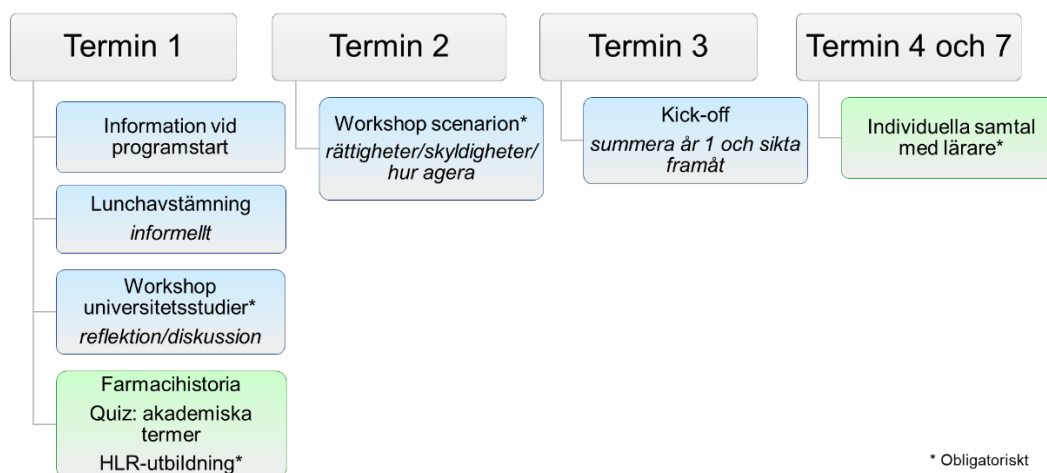 Termin 1
Information vid
programstart
Lunchavstämning
informellt
Workshop
universitetsstudier*
reflektion/diskussion
Farmacihistoria
Quiz: akademiska
termer
HLR-utbildning*
Termin 2
Workshop scenarion*
rättigheter/skyldigheter/
hur agera
Termin 3
Kick-off
summera år 1 och sikta
framåt
Termin 4 och 7
Individuella samtal
med lärare*
* Obligatoriskt